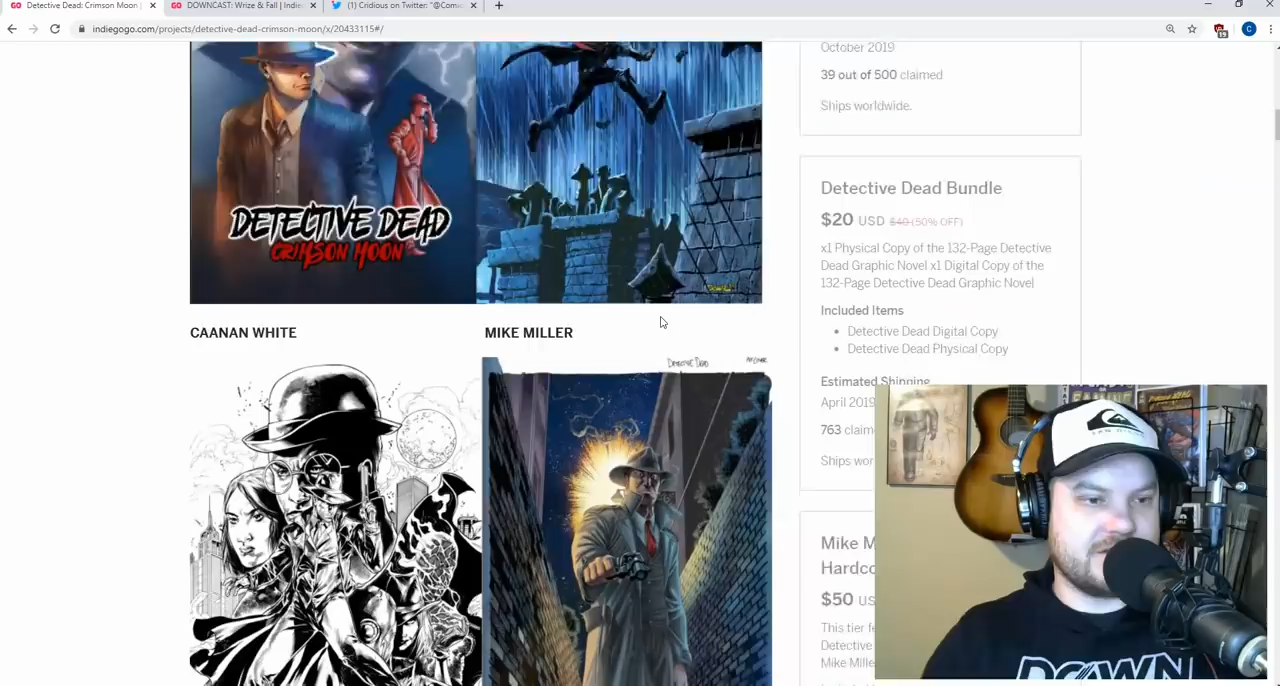 Detective Dead: Crimson Moon |
DOWNCAST: Wrize & Fall | Indie
(1) Cridious on Twitter: "@Comi
indiegogo.com/projects/detective-dead-crimson-moon/x/20433115#/
October 2019
39 out of 500 claimed
Ships worldwide.
DETECTIVE DEAD
CRIMSON MOON
Detective Dead Bundle
$20 USD $40 (50% OFF)
x1 Physical Copy of the 132-Page Detective
Dead Graphic Novel x1 Digital Copy of the
132-Page Detective Dead Graphic Novel
Included Items
Detective Dead Digital Copy
Detective Dead Physical Copy
Estimated Shipping
April 2019
763 claim
Ships wor
CAANAN WHITE
MIKE MILLER
DETECTIVE DEAD
Mike M
Hardco
$50 US
This tier fe
Detective
Mike Mille
DOWN